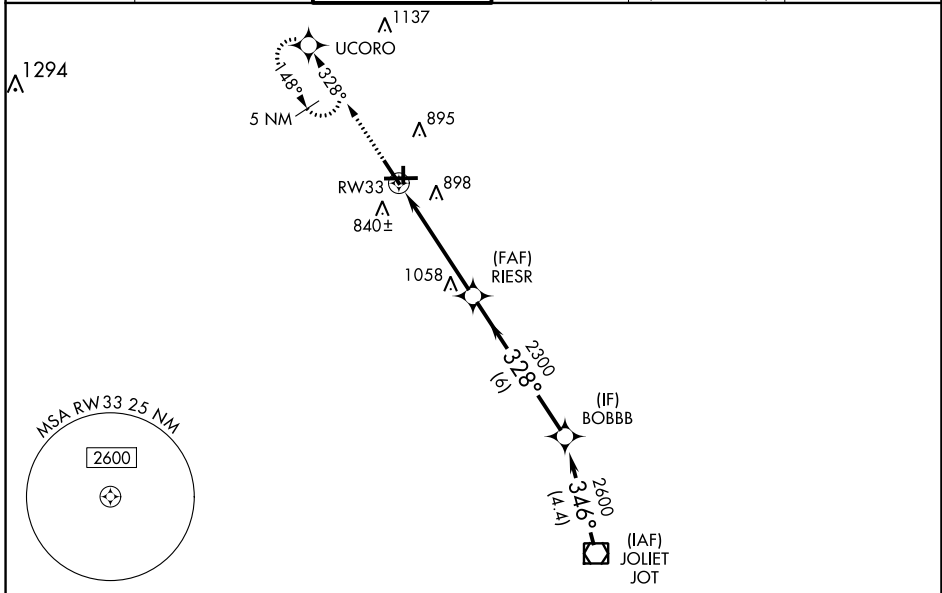 1137
UCORO
1294
328°
148°
5 NM
895
RW33
898
840±
(FAF)
RIESR
1058
2300
328°
(6)
(IF)
BOBBB
MSA RW33 25 NM
2600
2600
346°
(4.4)
(IAF)
JOLIET
JOT